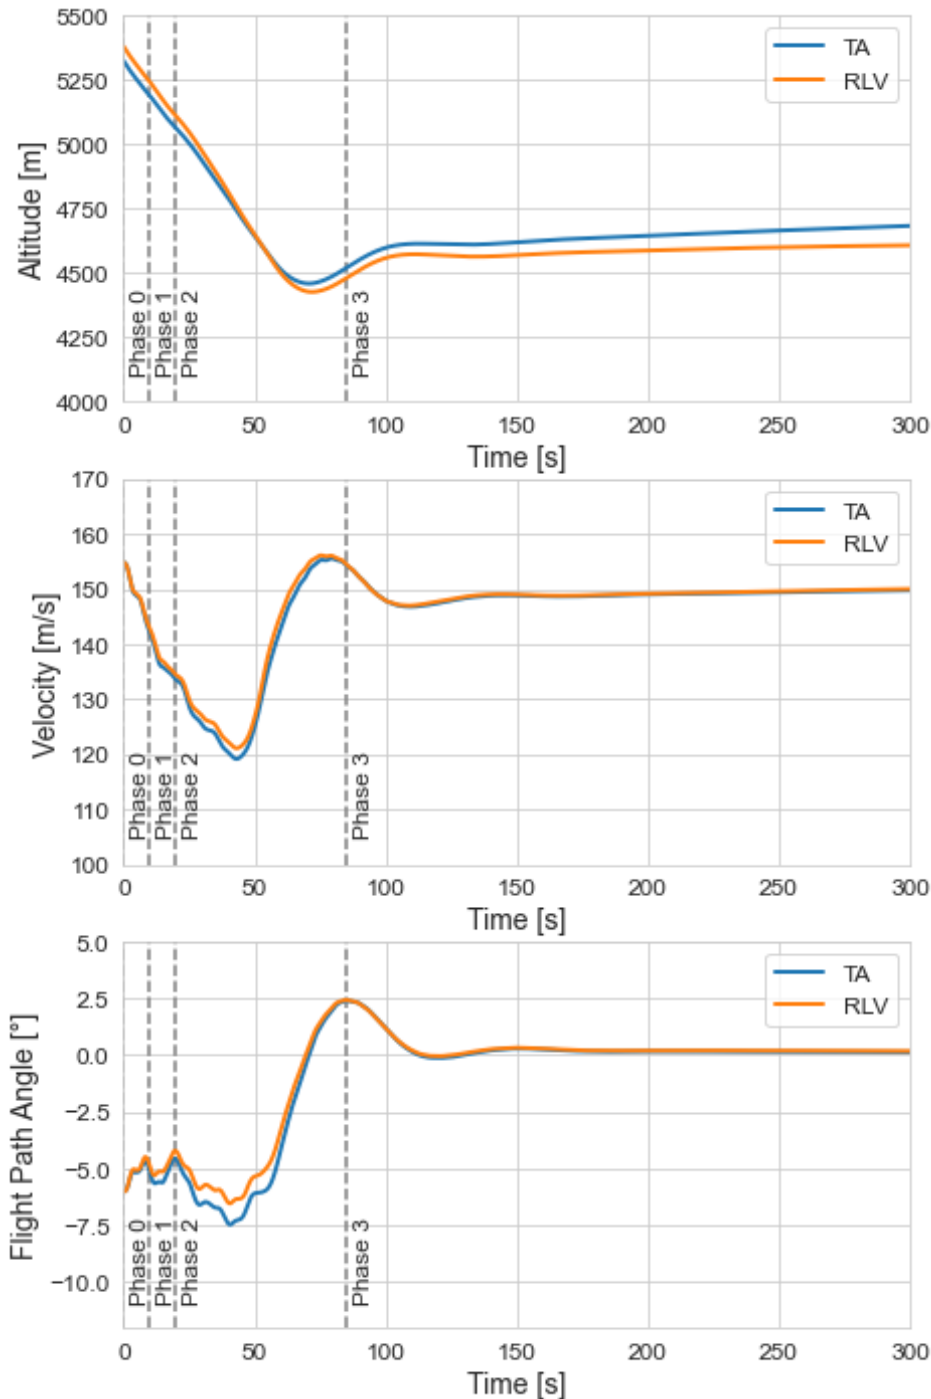 5500
5250
5000
4750
4500
4250
4000
Altitude [m]
TA
RLV
Phase 0
Phase 1
Phase 2
Phase 3
0 50 100 150 200 250 300
Time [s]
170
160
150
140
130
120
110
100
Velocity [m/s]
TA
RLV
Phase 0
Phase 1
Phase 2
Phase 3
0 50 100 150 200 250 300
Time [s]
5.0
2.5
0.0
−2.5
−5.0
−7.5
−10.0
Flight Path Angle [°]
TA
RLV
Phase 0
Phase 1
Phase 2
Phase 3
0 50 100 150 200 250 300
Time [s]